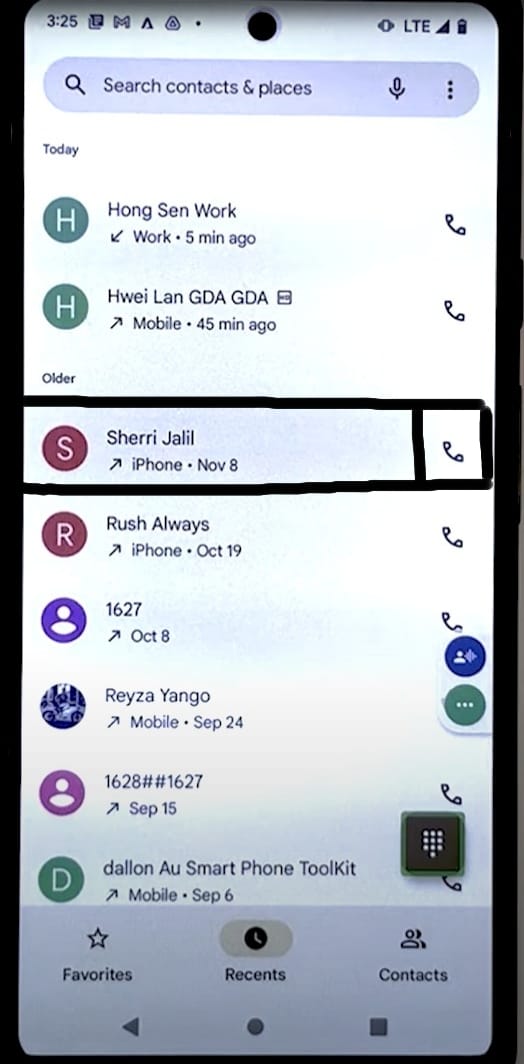 3:25
LTE
Search contacts & places
Today
H
Hong Sen Work
Work • 5 min ago
H
Hwei Lan GDA GDA
Mobile • 45 min ago
Older
S
Sherri Jalil
iPhone • Nov 8
R
Rush Always
iPhone • Oct 19
1627
Oct 8
Reyza Yango
Mobile • Sep 24
1628##1627
Sep 15
D
dallon Au Smart Phone ToolKit
Mobile • Sep 6
Favorites
Recents
Contacts